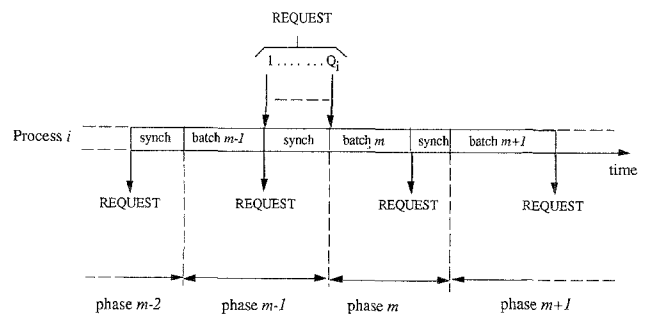 REQUEST
1 ....... Qi
Process i
synch
batch m-1
synch
batch m
synch
batch m+1
time
REQUEST
REQUEST
REQUEST
REQUEST
phase m-2
phase m-1
phase m
phase m+1